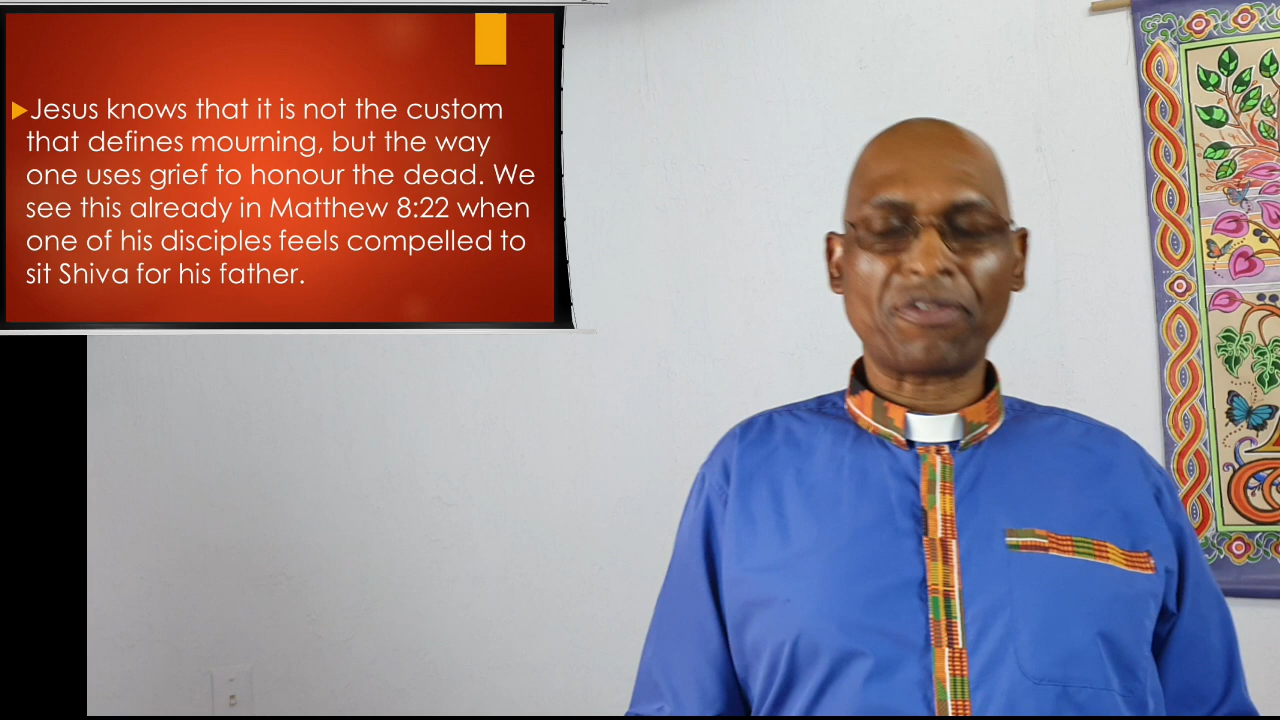 Jesus knows that it is not the custom
that defines mourning, but the way
one uses grief to honour the dead. We
see this already in Matthew 8:22 when
one of his disciples feels compelled to
sit Shiva for his father.